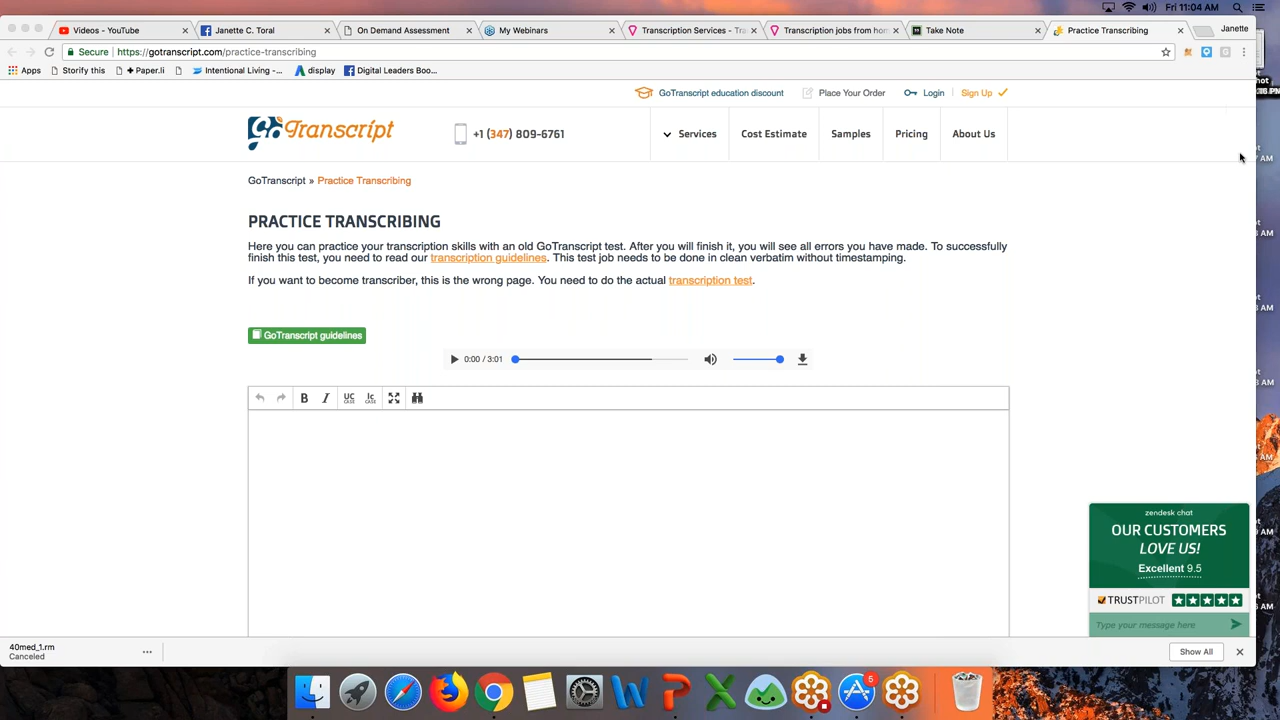 Fri 11:04 AM
Videos - YouTube
Janette C. Toral
On Demand Assessment
My Webinars
Transcription Services - Tra
Transcription jobs from hom
Take Note
Practice Transcribing
Janette
Secure
https://gotranscript.com/practice-transcribing
Apps
Storify this
+ Paper.li
Intentional Living -...
display
Digital Leaders Boo...
GoTranscript education discount
Place Your Order
Login
Sign Up
GoTranscript
+1 (347) 809-6761
Services
Cost Estimate
Samples
Pricing
About Us
GoTranscript » Practice Transcribing
PRACTICE TRANSCRIBING
Here you can practice your transcription skills with an old GoTranscript test. After you will finish it, you will see all errors you have made. To successfully
finish this test, you need to read our transcription guidelines. This test job needs to be done in clean verbatim without timestamping.
If you want to become transcriber, this is the wrong page. You need to do the actual transcription test.
GoTranscript guidelines
0:00 / 3:01
B
I
UC
CASE
lc
CASE
zendesk chat
OUR CUSTOMERS
LOVE US!
Excellent 9.5
TRUSTPILOT
Type your message here
40med_1.rm
Canceled
Show All
5